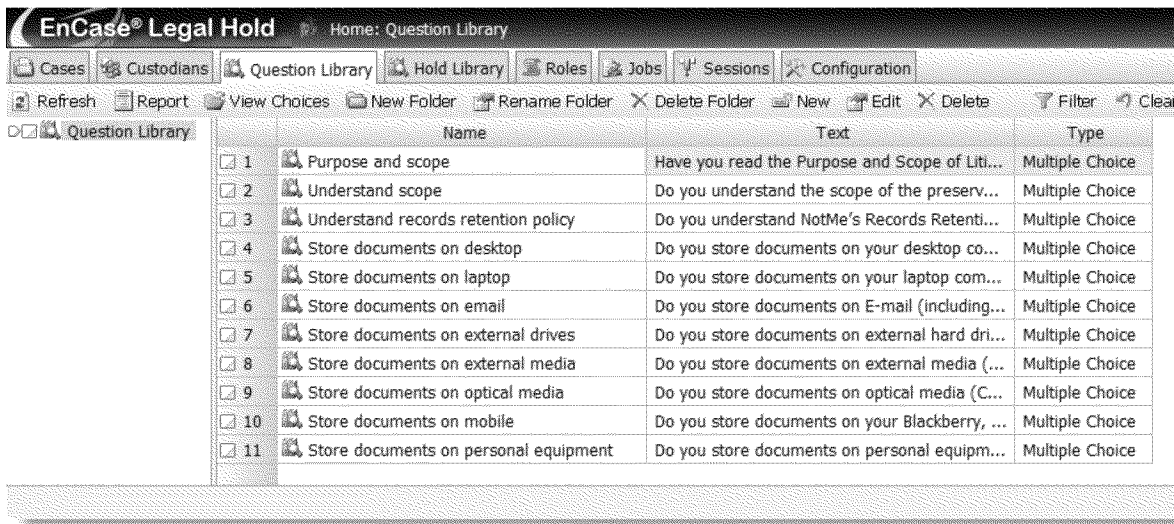 EnCase® Legal Hold Home: Question Library
Cases Custodians Question Library Hold Library Roles Jobs Sessions Configuration
Refresh Report View Choices New Folder Rename Folder Delete Folder New Edit Delete Filter Clea
Question Library Name Text Type
1 Purpose and scope Have you read the Purpose and Scope of Liti... Multiple Choice
2 Understand scope Do you understand the scope of the preserv... Multiple Choice
3 Understand records retention policy Do you understand NotMe's Records Retenti... Multiple Choice
4 Store documents on desktop Do you store documents on your desktop co... Multiple Choice
5 Store documents on laptop Do you store documents on your laptop com... Multiple Choice
6 Store documents on email Do you store documents on E-mail (including... Multiple Choice
7 Store documents on external drives Do you store documents on external hard dri... Multiple Choice
8 Store documents on external media Do you store documents on external media (... Multiple Choice
9 Store documents on optical media Do you store documents on optical media (C... Multiple Choice
10 Store documents on mobile Do you store documents on your Blackberry, ... Multiple Choice
11 Store documents on personal equipment Do you store documents on personal equipm... Multiple Choice